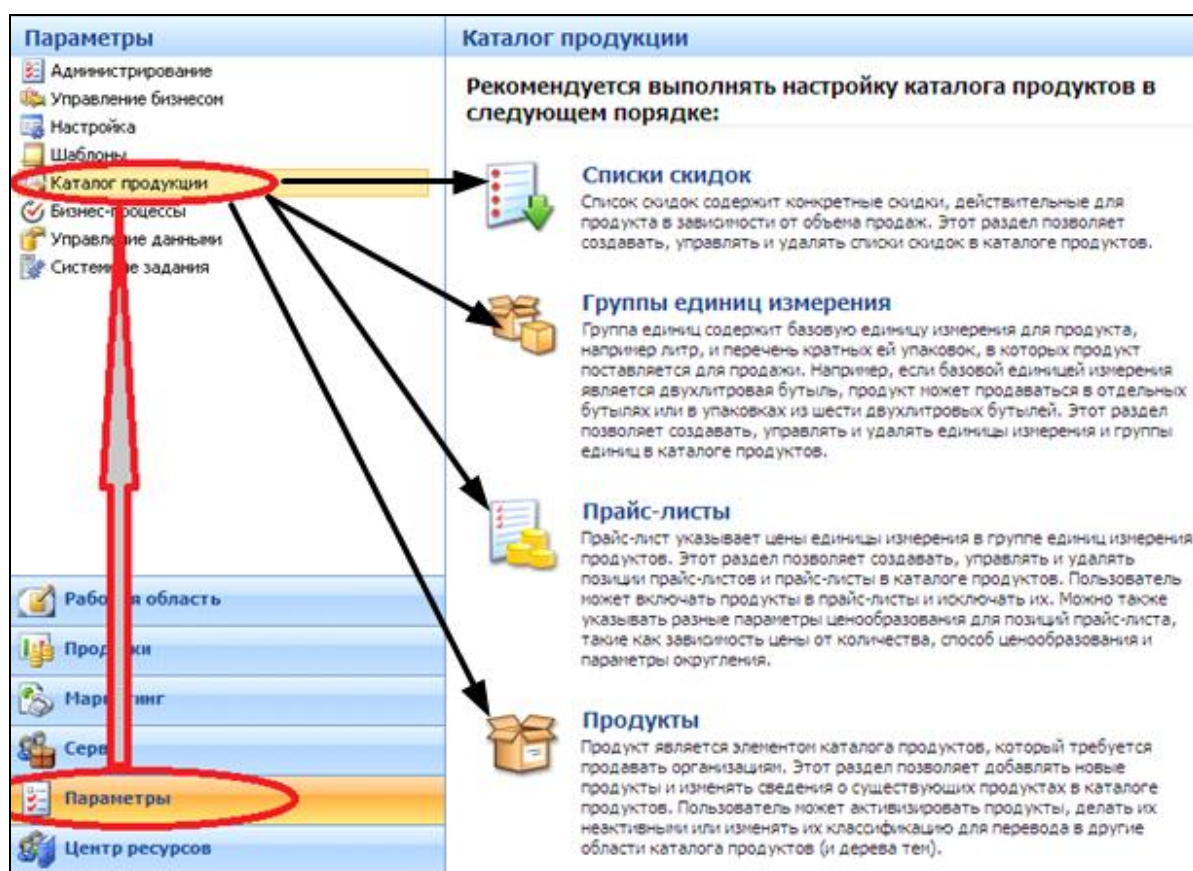 Параметры
Администрирование
Управление бизнесом
Настройка
Шаблоны
Каталог продукции
Бизнес-процессы
Управление данными
Системные задания
Рабочая область
Продажи
Маркетинг
Сервис
Параметры
Центр ресурсов
Каталог продукции
Рекомендуется выполнять настройку каталога продуктов в
следующем порядке:
Списки скидок
Список скидок содержит конкретные скидки, действительные для
продукта в зависимости от объема продаж. Этот раздел позволяет
создавать, управлять и удалять списки скидок в каталоге продуктов.
Группы единиц измерения
Группа единиц содержит базовую единицу измерения для продукта,
например литр, и перечень кратных ей упаковок, в которых продукт
поставляется для продажи. Например, если базовой единицей измерения
является двухлитровая бутыль, продукт может продаваться в отдельных
бутылях или в упаковках из шести двухлитровых бутылей. Этот раздел
позволяет создавать, управлять и удалять единицы измерения и группы
единиц в каталоге продуктов.
Прайс-листы
Прайс-лист указывает цены единицы измерения в группе единиц измерения
продуктов. Этот раздел позволяет создавать, управлять и удалять
позиции прайс-листов и прайс-листы в каталоге продуктов. Пользователь
может включать продукты в прайс-листы и исключать их. Можно также
указывать разные параметры ценообразования для позиций прайс-листа,
такие как зависимость цены от количества, способ ценообразования и
параметры округления.
Продукты
Продукт является элементом каталога продуктов, который требуется
продавать организациям. Этот раздел позволяет добавлять новые
продукты и изменять сведения о существующих продуктах в каталоге
продуктов. Пользователь может активизировать продукты, делать их
неактивными или изменять их классификацию для перевода в другие
области каталога продуктов (и дерева тем).